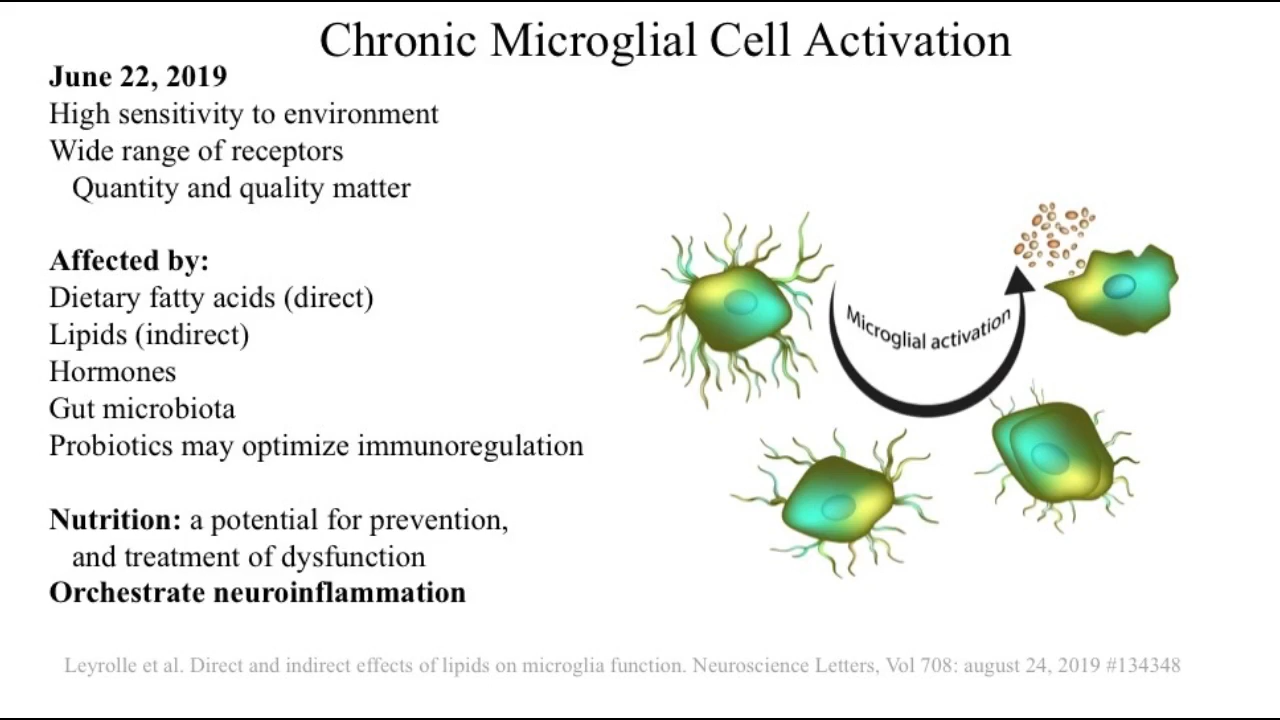 Chronic Microglial Cell Activation
June 22, 2019
High sensitivity to environment
Wide range of receptors
Quantity and quality matter
Affected by:
Dietary fatty acids (direct)
Lipids (indirect)
Hormones
Gut microbiota
Probiotics may optimize immunoregulation
Nutrition: a potential for prevention,
and treatment of dysfunction
Orchestrate neuroinflammation
Microglial activation
Leyrolle et al. Direct and indirect effects of lipids on microglia function. Neuroscience Letters, Vol 708: august 24, 2019 #134348